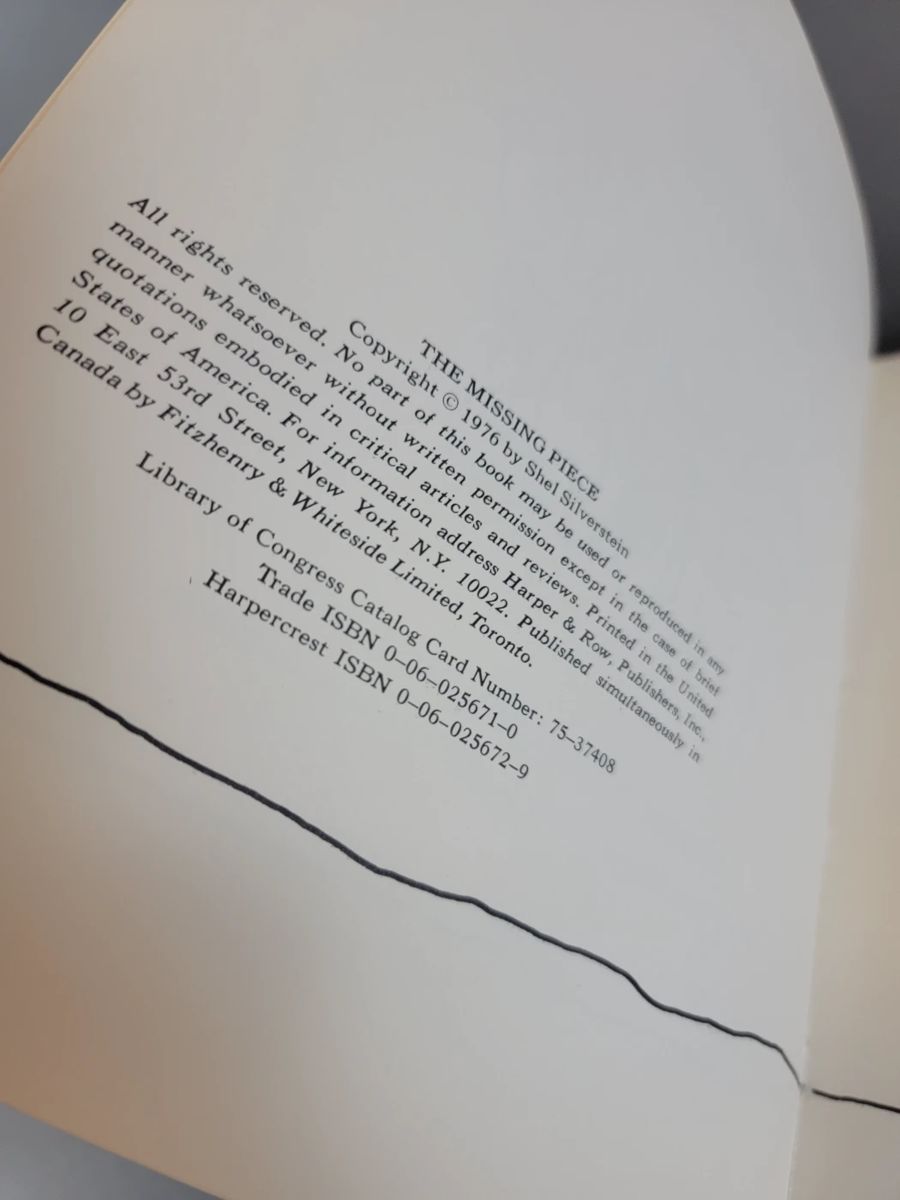 THE MISSING PIECE
Copyright © 1976 by Shel Silverstein
All rights reserved. No part of this book may be used or reproduced in any
manner whatsoever without written permission except in the case of brief
quotations embodied in critical articles and reviews. Printed in the United
States of America. For information address Harper & Row, Publishers, Inc.,
10 East 53rd Street, New York, N.Y. 10022. Published simultaneously in
Canada by Fitzhenry & Whiteside Limited, Toronto.
Library of Congress Catalog Card Number: 75–37408
Trade ISBN 0–06–025671–0
Harpercrest ISBN 0–06–025672–9